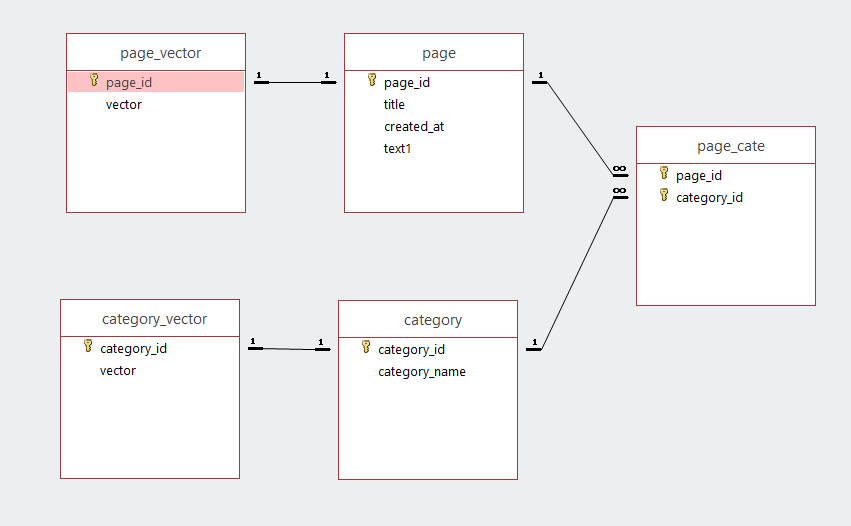 page_vector
page_id
vector
1
1
page
page_id
title
created_at
text1
1
∞
∞
page_cate
page_id
category_id
category_vector
category_id
vector
1
1
category
category_id
category_name
1